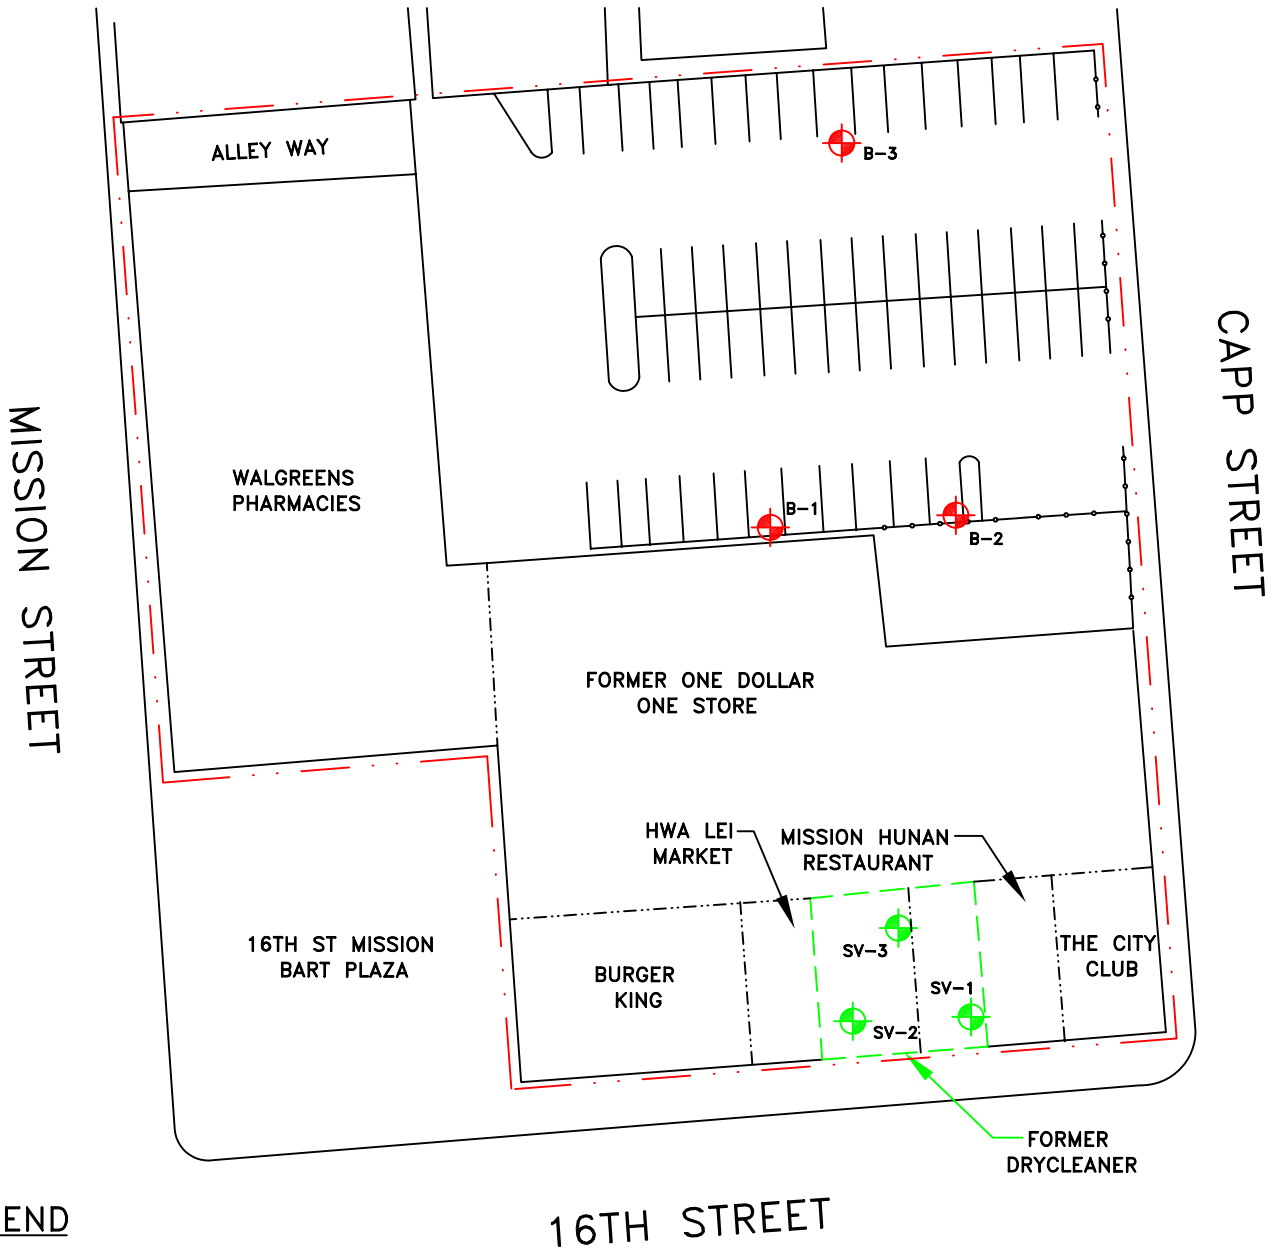 ALLEY WAY
B-3
CAPP STREET
MISSION STREET
WALGREENS
PHARMACIES
B-1
B-2
FORMER ONE DOLLAR
ONE STORE
HWA LEI
MARKET
MISSION HUNAN
RESTAURANT
16TH ST MISSION
BART PLAZA
BURGER
KING
SV-3
SV-1
SV-2
THE CITY
CLUB
FORMER
DRYCLEANER
END
16TH STREET